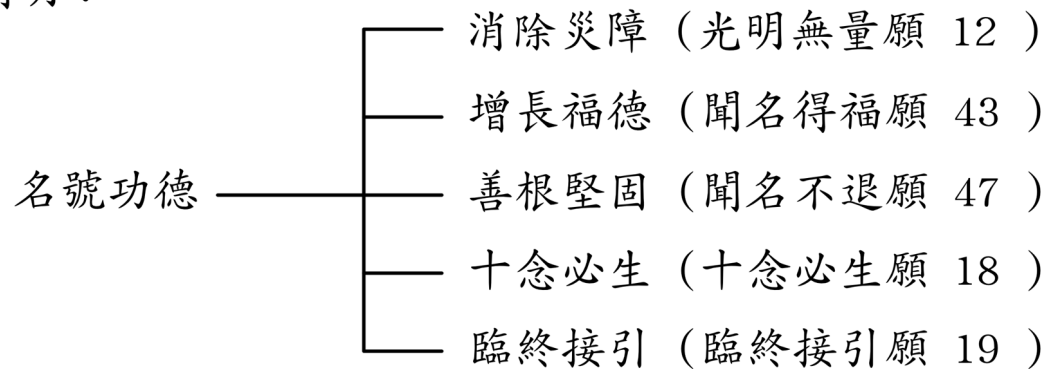 消除災障（光明無量願 12 ）
增長福德（聞名得福願 43 ）
名號功德
善根堅固（聞名不退願 47 ）
十念必生（十念必生願 18 ）
臨終接引（臨終接引願 19 ）